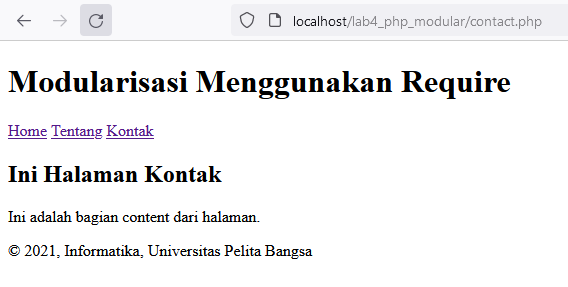 localhost/lab4_php_modular/contact.php
Modularisasi Menggunakan Require
Home Tentang Kontak
Ini Halaman Kontak
Ini adalah bagian content dari halaman.
© 2021, Informatika, Universitas Pelita Bangsa